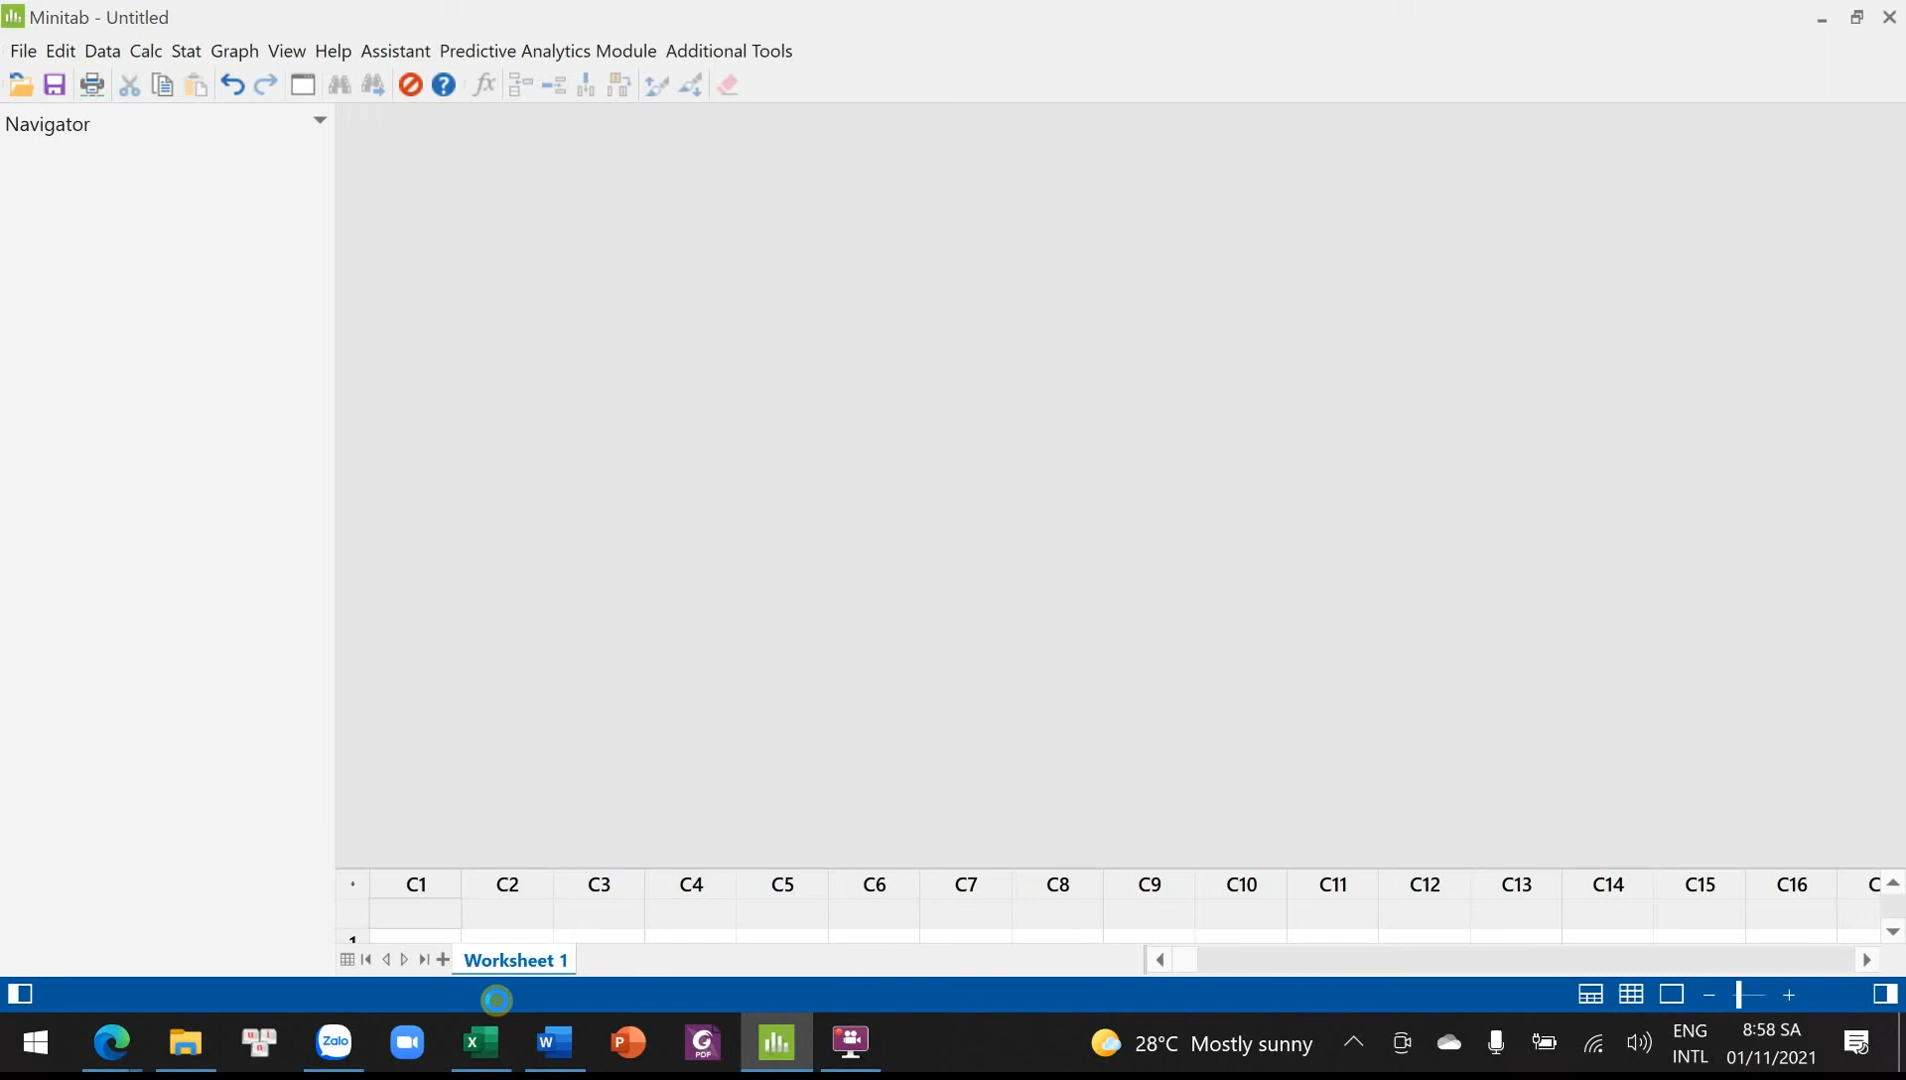 Minitab - Untitled
File Edit Data Calc Stat Graph View Help Assistant Predictive Analytics Module Additional Tools
Navigator
C1 C2 C3 C4 C5 C6 C7 C8 C9 C10 C11 C12 C13 C14 C15 C16 C
1
Worksheet 1
Zalo
PDF
28°C Mostly sunny
ENG
INTL
8:58 SA
01/11/2021